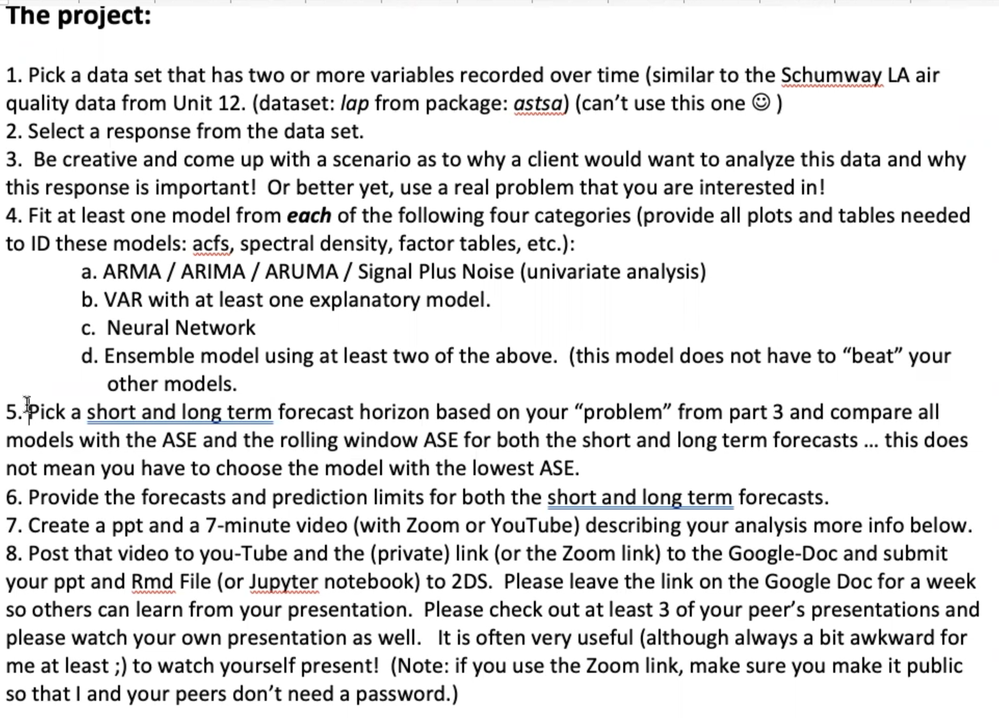 The project:
1. Pick a data set that has two or more variables recorded over time (similar to the Schumway LA air
quality data from Unit 12. (dataset: lap from package: astsa) (can’t use this one ☺ )
2. Select a response from the data set.
3.  Be creative and come up with a scenario as to why a client would want to analyze this data and why
this response is important!  Or better yet, use a real problem that you are interested in!
4. Fit at least one model from each of the following four categories (provide all plots and tables needed
to ID these models: acfs, spectral density, factor tables, etc.):
a. ARMA / ARIMA / ARUMA / Signal Plus Noise (univariate analysis)
b. VAR with at least one explanatory model.
c.  Neural Network
d. Ensemble model using at least two of the above.  (this model does not have to “beat” your
other models.
5. Pick a short and long term forecast horizon based on your “problem” from part 3 and compare all
models with the ASE and the rolling window ASE for both the short and long term forecasts … this does
not mean you have to choose the model with the lowest ASE.
6. Provide the forecasts and prediction limits for both the short and long term forecasts.
7. Create a ppt and a 7-minute video (with Zoom or YouTube) describing your analysis more info below.
8. Post that video to you-Tube and the (private) link (or the Zoom link) to the Google-Doc and submit
your ppt and Rmd File (or Jupyter notebook) to 2DS.  Please leave the link on the Google Doc for a week
so others can learn from your presentation.  Please check out at least 3 of your peer’s presentations and
please watch your own presentation as well.   It is often very useful (although always a bit awkward for
me at least ;) to watch yourself present!  (Note: if you use the Zoom link, make sure you make it public
so that I and your peers don’t need a password.)